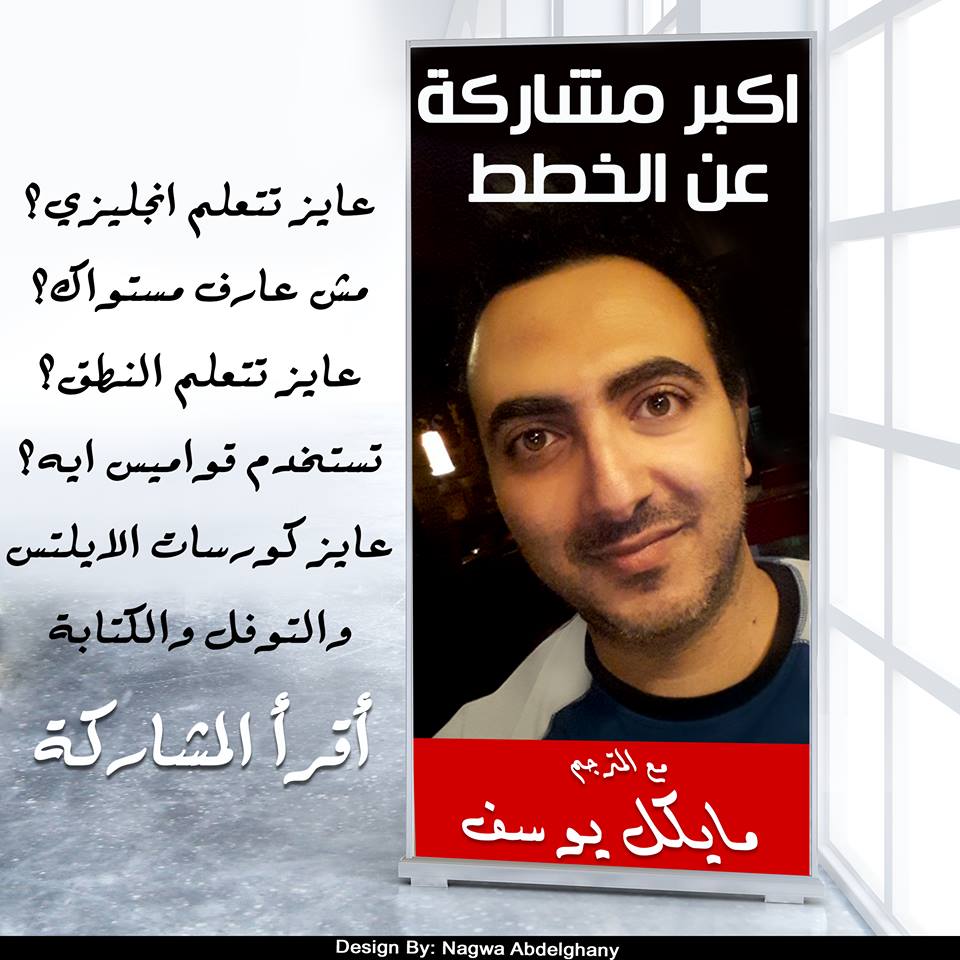 اكبر مشاركة
عن الخطط
عايز تتعلم انجليزي؟
مش عارف مستواك؟
عايز تتعلم النطق؟
تستخدم قواميس ايه؟
عايز كورسات الايلتس
والتوفل والكتابة
أقرأ المشاركة
مع المترجم
مايكل يوسف
Design By: Nagwa Abdelghany